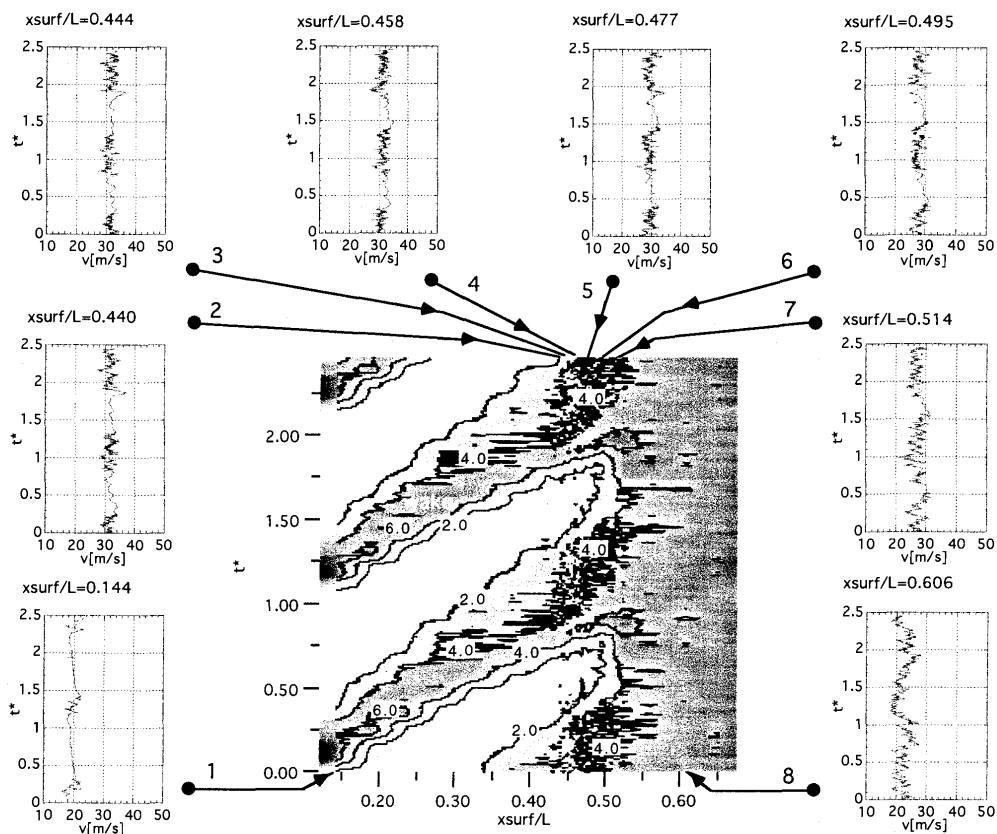 xsurf/L=0.444
2.5
2
1.5
t*
1
0.5
0
10 20 30 40 50
v[m/s]
xsurf/L=0.458
2.5
2
1.5
t*
1
0.5
0
10 20 30 40 50
v[m/s]
xsurf/L=0.477
2.5
2
1.5
t*
1
0.5
0
10 20 30 40 50
v[m/s]
xsurf/L=0.495
2.5
2
1.5
t*
1
0.5
0
10 20 30 40 50
v[m/s]
3
4
5
6
2
7
xsurf/L=0.440
2.5
2
1.5
t*
1
0.5
0
10 20 30 40 50
v[m/s]
xsurf/L=0.514
2.5
2
1.5
t*
1
0.5
0
10 20 30 40 50
v[m/s]
xsurf/L=0.144
2.5
2
1.5
t*
1
0.5
0
10 20 30 40 50
v[m/s]
xsurf/L=0.606
2.5
2
1.5
t*
1
0.5
0
10 20 30 40 50
v[m/s]
4.0
2.00
4.0
1.50
6.0 2.0
4.0
t*
1.00
2.0
4.0 4.0
0.50
6.0
2.0
4.0
0.00
1
8
0.20 0.30 0.40 0.50 0.60
xsurf/L